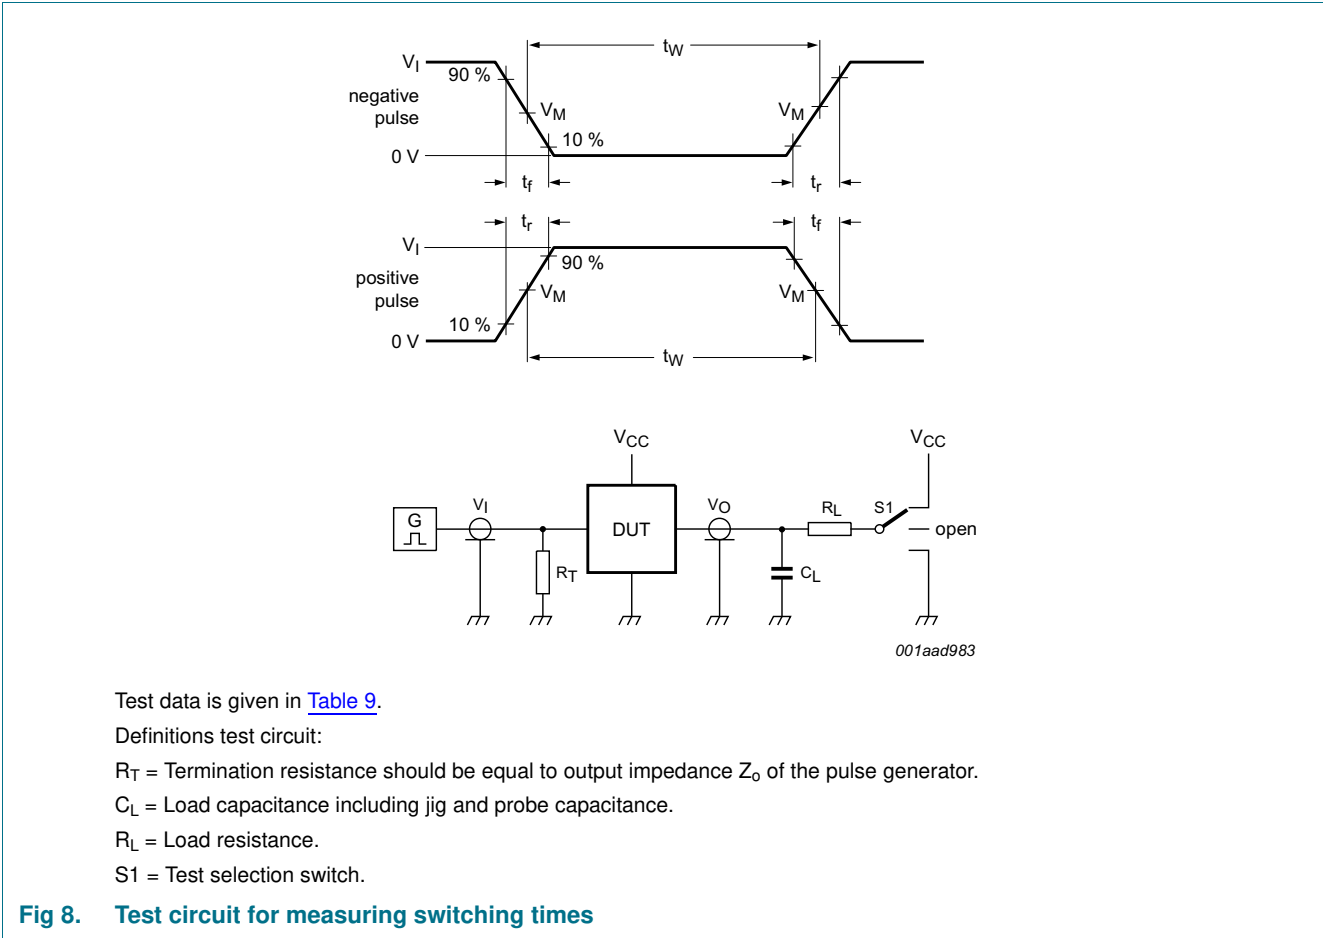 tW
VI
90 %
negative
pulse
VM
VM
10 %
0 V
tf
tr
tr
tf
VI
90 %
positive
pulse
VM
VM
10 %
0 V
tW
VCC
VCC
G
VI
DUT
VO
RL
S1
open
RT
CL
001aad983
Test data is given in Table 9.
Definitions test circuit:
RT = Termination resistance should be equal to output impedance Zo of the pulse generator.
CL = Load capacitance including jig and probe capacitance.
RL = Load resistance.
S1 = Test selection switch.
Fig 8. Test circuit for measuring switching times